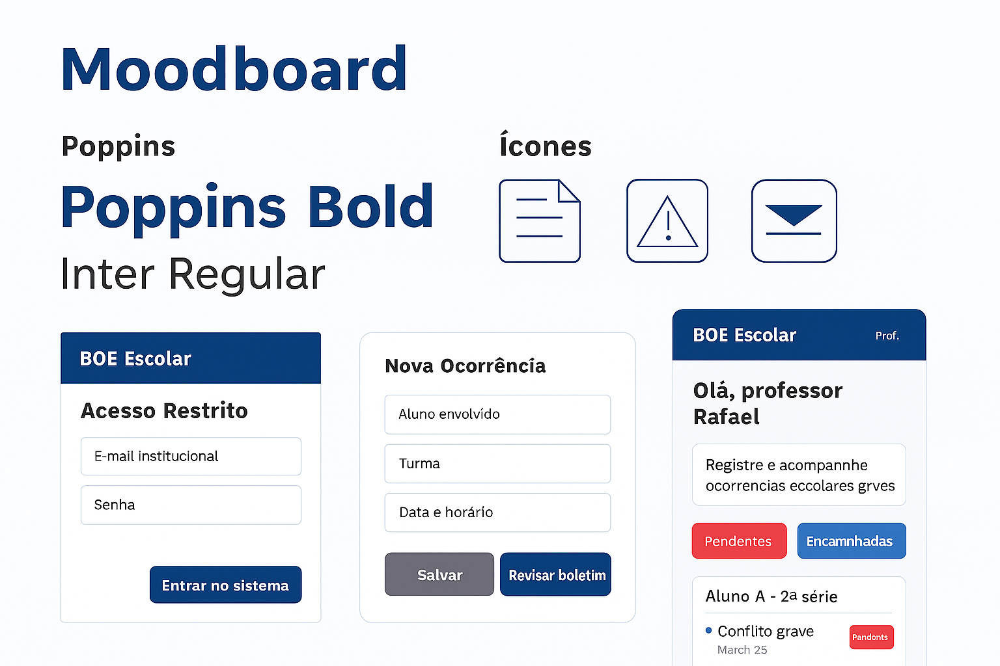 Moodboard
Poppins
Poppins Bold
Inter Regular
Ícones
BOE Escolar
Acesso Restrito
E-mail institucional
Senha
Entrar no sistema
Nova Ocorrência
Aluno envolvído
Turma
Data e horárío
Salvar
Revisar boletim
BOE Escolar
Prof.
Olá, professor
Rafael
Registre e acompannhe
ocorrencias eccolares grves
Pendentes
Encamnhadas
Aluno A - 2a série
Conflito grave
Pandonts
March 25